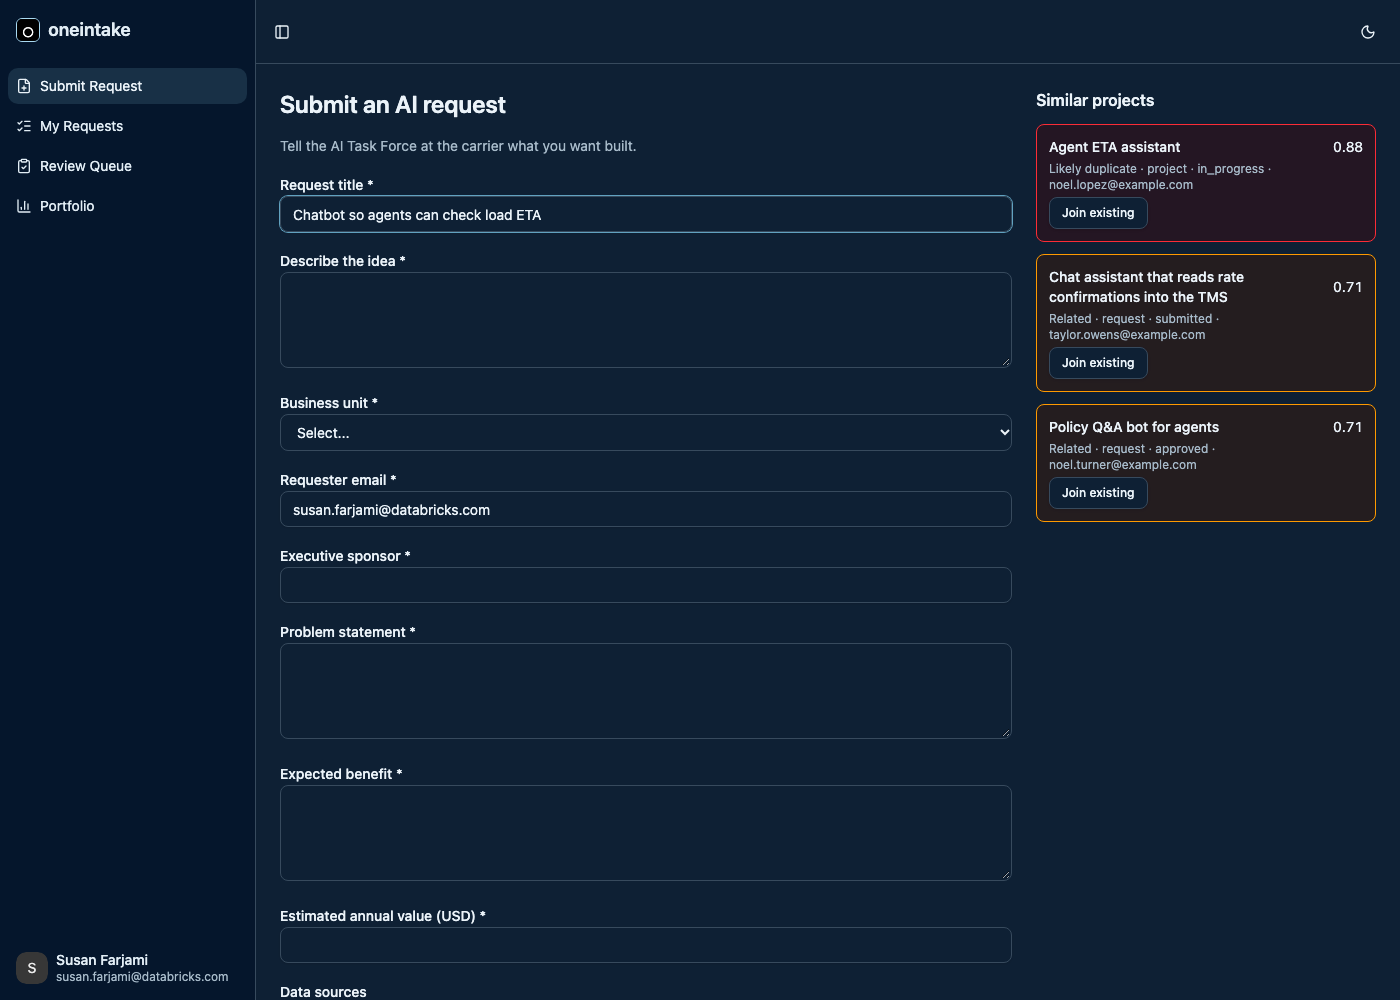 oneintake
Submit Request
My Requests
Review Queue
Portfolio
S
Susan Farjami
susan.farjami@databricks.com
Submit an AI request
Tell the AI Task Force at the carrier what you want built.
Request title *
Chatbot so agents can check load ETA
Describe the idea *
Business unit *
Select...
Requester email *
susan.farjami@databricks.com
Executive sponsor *
Problem statement *
Expected benefit *
Estimated annual value (USD) *
Data sources
Similar projects
Agent ETA assistant 0.88
Likely duplicate · project · in_progress ·
noel.lopez@example.com
Join existing
Chat assistant that reads rate
confirmations into the TMS 0.71
Related · request · submitted ·
taylor.owens@example.com
Join existing
Policy Q&A bot for agents 0.71
Related · request · approved ·
noel.turner@example.com
Join existing